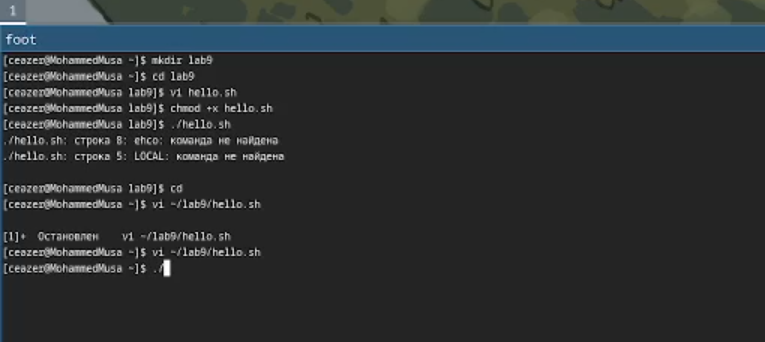 1
foot
[ceazer@MohammedMusa ~]$ mkdir lab9
[ceazer@MohammedMusa ~]$ cd lab9
[ceazer@MohammedMusa lab9]$ vi hello.sh
[ceazer@MohammedMusa lab9]$ chmod +x hello.sh
[ceazer@MohammedMusa lab9]$ ./hello.sh
./hello.sh: строка 8: ehco: команда не найдена
./hello.sh: строка 5: LOCAL: команда не найдена
[ceazer@MohammedMusa lab9]$ cd
[ceazer@MohammedMusa ~]$ vi ~/lab9/hello.sh
[1]+  Остановлен    vi ~/lab9/hello.sh
[ceazer@MohammedMusa ~]$ vi ~/lab9/hello.sh
[ceazer@MohammedMusa ~]$ ./